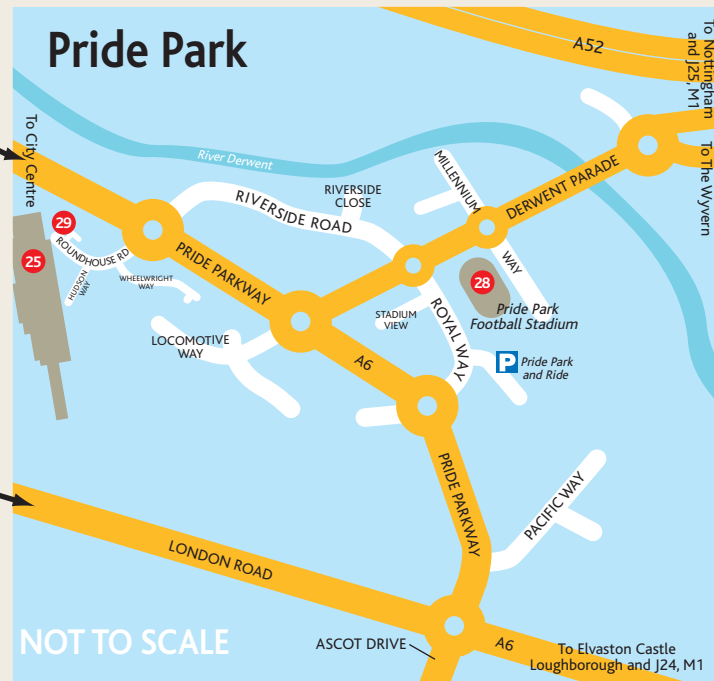 Pride Park
A52
To Nottingham
and J25, M1
To The Wyvern
To City Centre
River Derwent
MILLENNIUM
WAY
DERWENT PARADE
RIVERSIDE
CLOSE
RIVERSIDE ROAD
29
25
ROUNDHOUSE RD
HUDSON
WAY
WHEELWRIGHT
WAY
PRIDE PARKWAY
28
Pride Park
Football Stadium
STADIUM
VIEW
ROYAL WAY
LOCOMOTIVE
WAY
A6
P
Pride Park
and Ride
PRIDE PARKWAY
PACIFIC WAY
LONDON ROAD
NOT TO SCALE
ASCOT DRIVE
A6
To Elvaston Castle
Loughborough and J24, M1